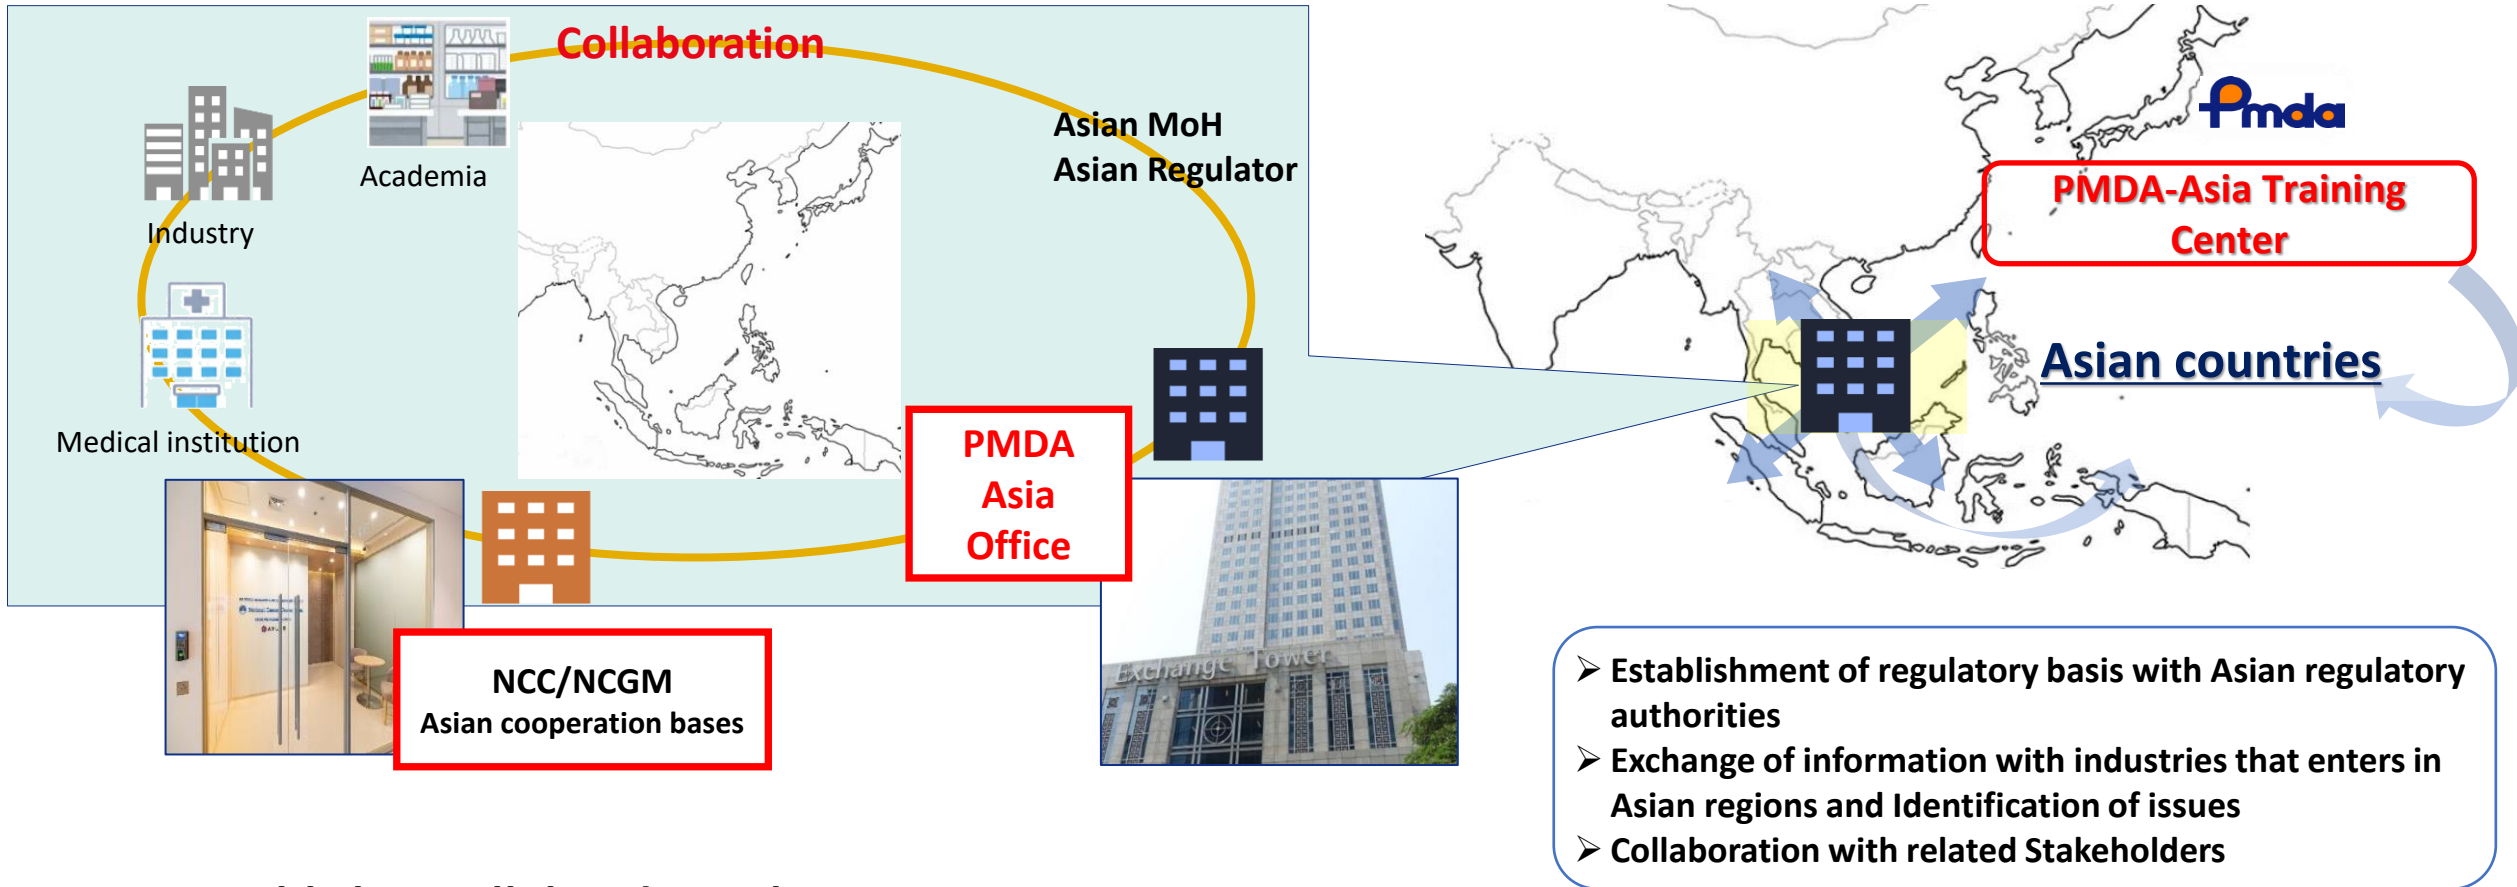 Collaboration
Academia
Industry
Medical institution
Asian MoH
Asian Regulator
PMDA
Asia
Office
NCC/NCGM
Asian cooperation bases
Exchange Tower
Pmda
PMDA-Asia Training
Center
Asian countries
➢ Establishment of regulatory basis with Asian regulatory
authorities
➢ Exchange of information with industries that enters in
Asian regions and Identification of issues
➢ Collaboration with related Stakeholders